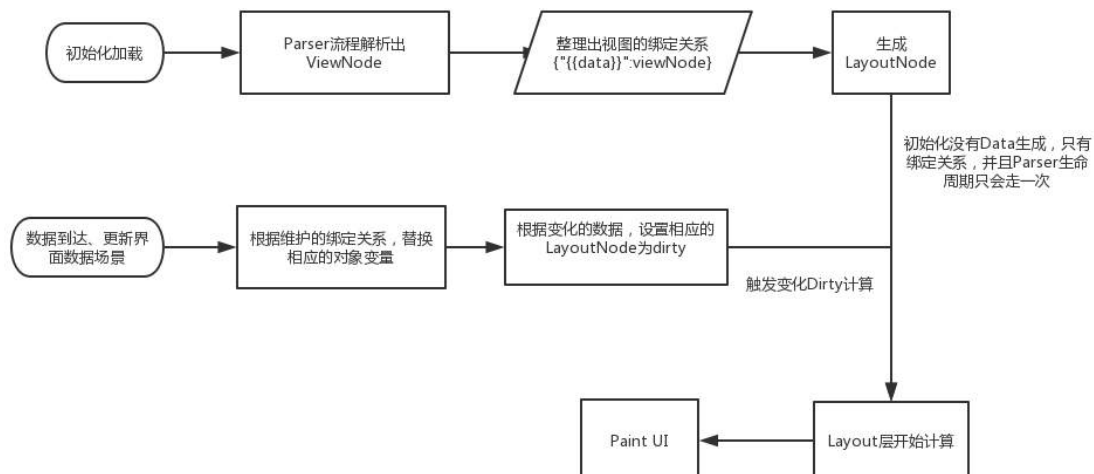 初始化加载
Parser流程解析出
ViewNode
整理出视图的绑定关系
{"{{data}}":viewNode}
生成
LayoutNode
初始化没有Data生成，只有
绑定关系，并且Parser生命
周期只会走一次
数据到达、更新界
面数据场景
根据维护的绑定关系，替换
相应的对象变量
根据变化的数据，设置相应的
LayoutNode为dirty
触发变化Dirty计算
Paint UI
Layout层开始计算